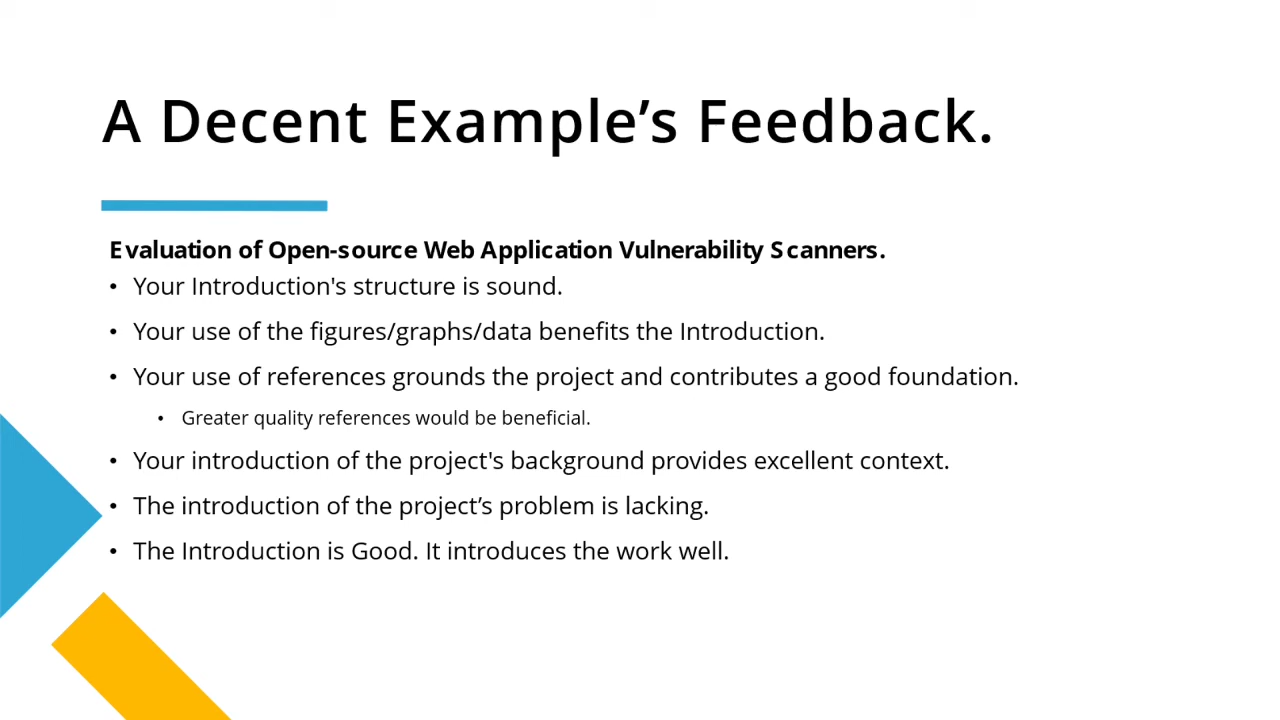 A Decent Example’s Feedback.
Evaluation of Open-source Web Application Vulnerability Scanners.
• Your Introduction's structure is sound.
• Your use of the figures/graphs/data benefits the Introduction.
• Your use of references grounds the project and contributes a good foundation.
• Greater quality references would be beneficial.
• Your introduction of the project's background provides excellent context.
• The introduction of the project’s problem is lacking.
• The Introduction is Good. It introduces the work well.